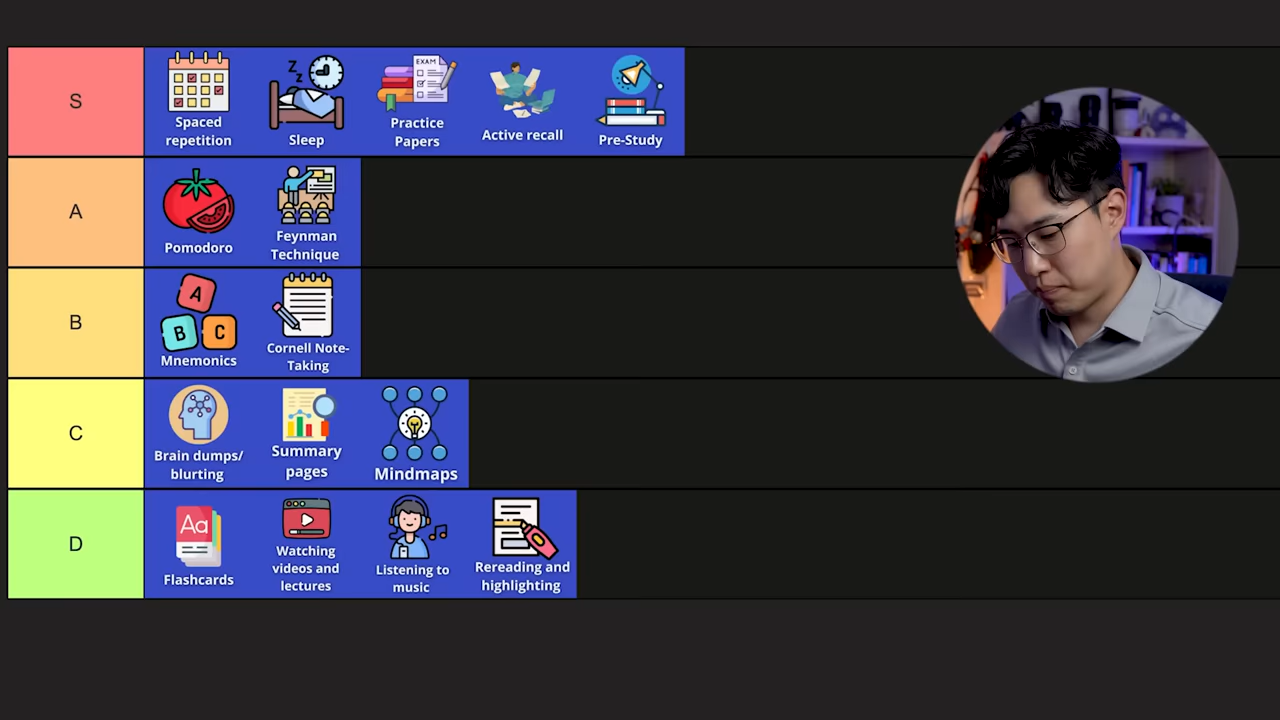 S
Spaced
repetition
Z
Z
Sleep
EXAM
Practice
Papers
Active recall
Pre-Study
A
Pomodoro
Feynman
Technique
B
A
B
C
Mnemonics
Cornell Note-
Taking
C
Brain dumps/
blurting
Summary
pages
Mindmaps
D
Aa
Flashcards
Watching
videos and
lectures
Listening to
music
Rereading and
highlighting